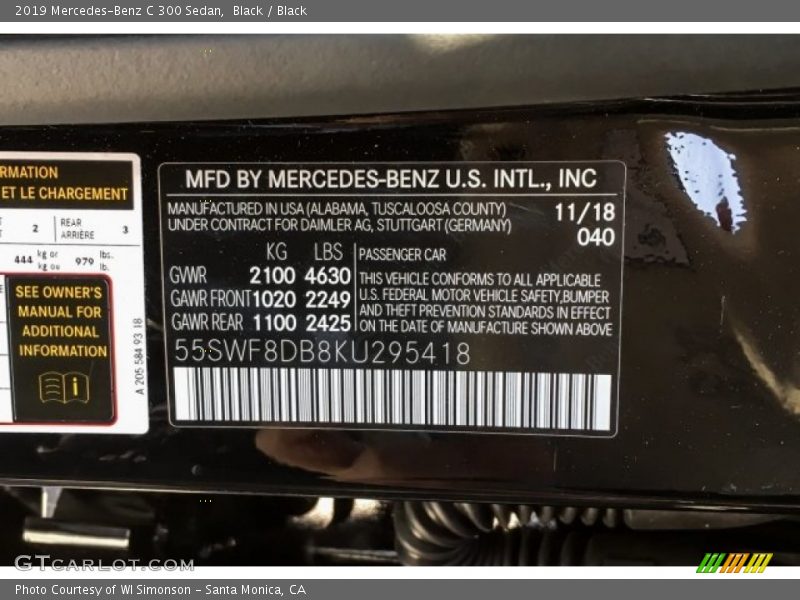 2019 Mercedes-Benz C 300 Sedan, Black / Black
RMATION
ET LE CHARGEMENT
2 REAR ARRIÈRE 3
444 kg or kg ou 979 lbs. lb.
SEE OWNER'S
MANUAL FOR
ADDITIONAL
INFORMATION
A 205 584 93 18
MFD BY MERCEDES-BENZ U.S. INTL., INC
MANUFACTURED IN USA (ALABAMA, TUSCALOOSA COUNTY) 11/18
UNDER CONTRACT FOR DAIMLER AG, STUTTGART (GERMANY)
040
KG LBS
GWR 2100 4630
GAWR FRONT 1020 2249
GAWR REAR 1100 2425
PASSENGER CAR
THIS VEHICLE CONFORMS TO ALL APPLICABLE
U.S. FEDERAL MOTOR VEHICLE SAFETY, BUMPER
AND THEFT PREVENTION STANDARDS IN EFFECT
ON THE DATE OF MANUFACTURE SHOWN ABOVE
55SWF8DB8KU295418
GTCARLOT.COM
Photo Courtesy of WI Simonson - Santa Monica, CA